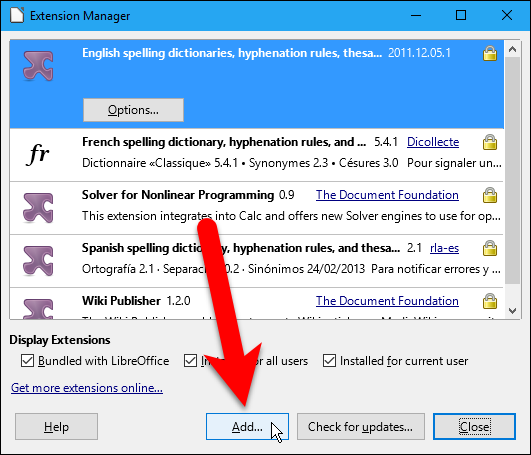 Extension Manager
English spelling dictionaries, hyphenation rules, thesa... 2011.12.05.1
Options...
fr
French spelling dictionary, hyphenation rules, and ... 5.4.1 Dicollecte
Dictionnaire «Classique» 5.4.1 • Synonymes 2.3 • Césures 3.0 Pour signaler un...
Solver for Nonlinear Programming 0.9 The Document Foundation
This extension integrates into Calc and offers new Solver engines to use for op...
Spanish spelling dictionary, hyphenation rules, and thesa... 2.1 rla-es
Ortografía 2.1 · 0.2 · Sinónimos 24/02/2013 Para notificar errores y ...
Wiki Publisher 1.2.0 The Document Foundation
Display Extensions
Bundled with LibreOffice
for all users
Installed for current user
Get more extensions online...
Help
Add...
Check for updates...
Close